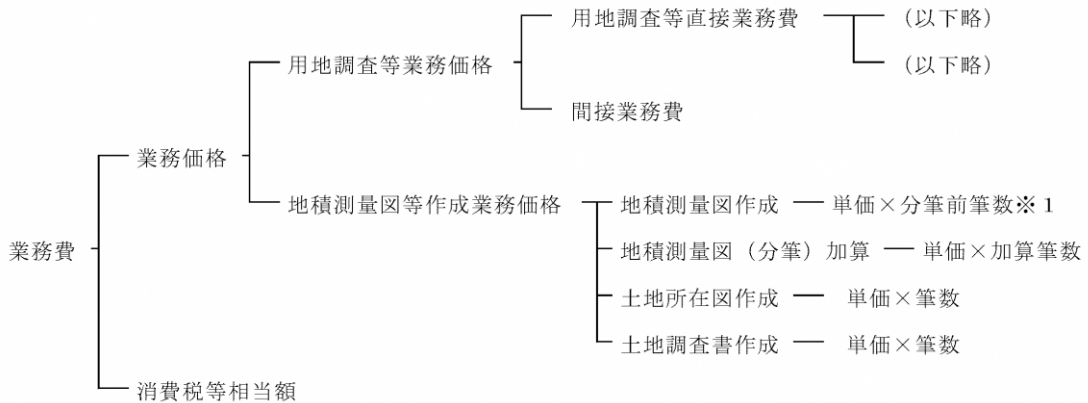 用地調査等直接業務費 (以下略)
用地調査等業務価格 (以下略)
間接業務費
業務価格
地積測量図等作成業務価格 地積測量図作成 単価×分筆前筆数※1
業務費 地積測量図(分筆)加算 単価×加算筆数
土地所在図作成 単価×筆数
土地調査書作成 単価×筆数
消費税等相当額